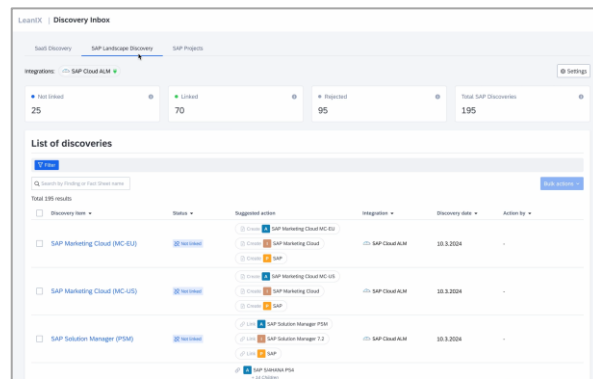 LeanIX | Discovery Inbox
SaaS Discovery SAP Landscape Discovery SAP Projects
Integrations: SAP Cloud ALM Settings
Not linked Linked Rejected Total SAP Discoveries
25 70 95 195
List of discoveries
Filter
Search by Finding or Fact Sheet name Bulk actions
Total 195 results
Discovery item Status Suggested action Integration Discovery date Action by
Create A SAP Marketing Cloud MC-EU
SAP Marketing Cloud (MC-EU) Not linked Create SAP Marketing Cloud SAP Cloud ALM 10.3.2024 -
Create P SAP
Create A SAP Marketing Cloud MC-US
SAP Marketing Cloud (MC-US) Not linked Create SAP Marketing Cloud SAP Cloud ALM 10.3.2024 -
Create P SAP
Link A SAP Solution Manager PSM
SAP Solution Manager (PSM) Not linked Link SAP Solution Manager 7.2 SAP Cloud ALM 10.3.2024 -
Link P SAP
A SAP S/4HANA PS4